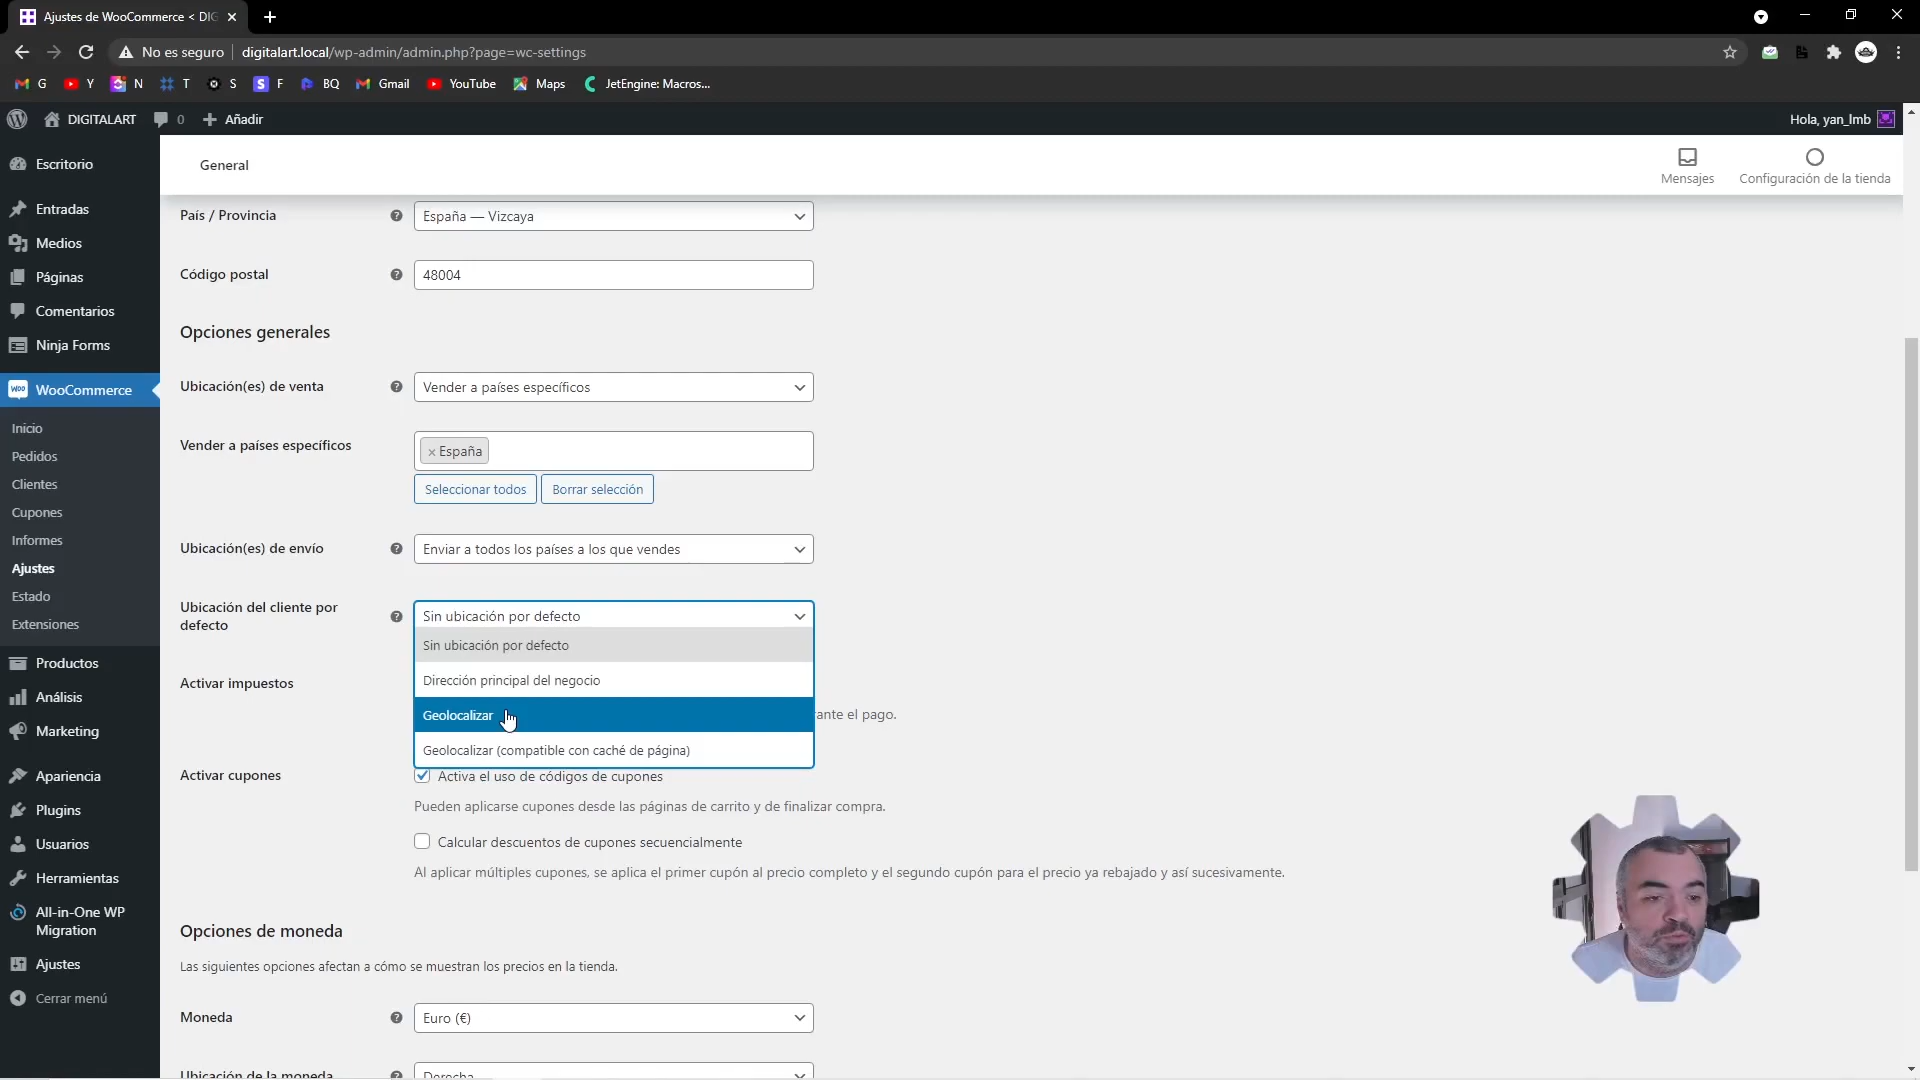 Ajustes de WooCommerce < DIG
No es seguro
digitalart.local/wp-admin/admin.php?page=wc-settings
G
Y
N
T
S
F
BQ
Gmail
YouTube
Maps
JetEngine: Macros...
DIGITALART
0
Añadir
Hola, yan_lmb
Escritorio
Entradas
Medios
Páginas
Comentarios
Ninja Forms
WooCommerce
Inicio
Pedidos
Clientes
Cupones
Informes
Ajustes
Estado
Extensiones
Productos
Análisis
Marketing
Apariencia
Plugins
Usuarios
Herramientas
All-in-One WP
Migration
Ajustes
Cerrar menú
General
Mensajes
Configuración de la tienda
País / Provincia
España — Vizcaya
Código postal
48004
Opciones generales
Ubicación(es) de venta
Vender a países específicos
Vender a países específicos
× España
Seleccionar todos
Borrar selección
Ubicación(es) de envío
Enviar a todos los países a los que vendes
Ubicación del cliente por
defecto
Sin ubicación por defecto
Sin ubicación por defecto
Dirección principal del negocio
Geolocalizar
Geolocalizar (compatible con caché de página)
Activar impuestos
rante el pago.
Activar cupones
Activa el uso de códigos de cupones
Pueden aplicarse cupones desde las páginas de carrito y de finalizar compra.
Calcular descuentos de cupones secuencialmente
Al aplicar múltiples cupones, se aplica el primer cupón al precio completo y el segundo cupón para el precio ya rebajado y así sucesivamente.
Opciones de moneda
Las siguientes opciones afectan a cómo se muestran los precios en la tienda.
Moneda
Euro (€)
Ubicación de la moneda
Derecha